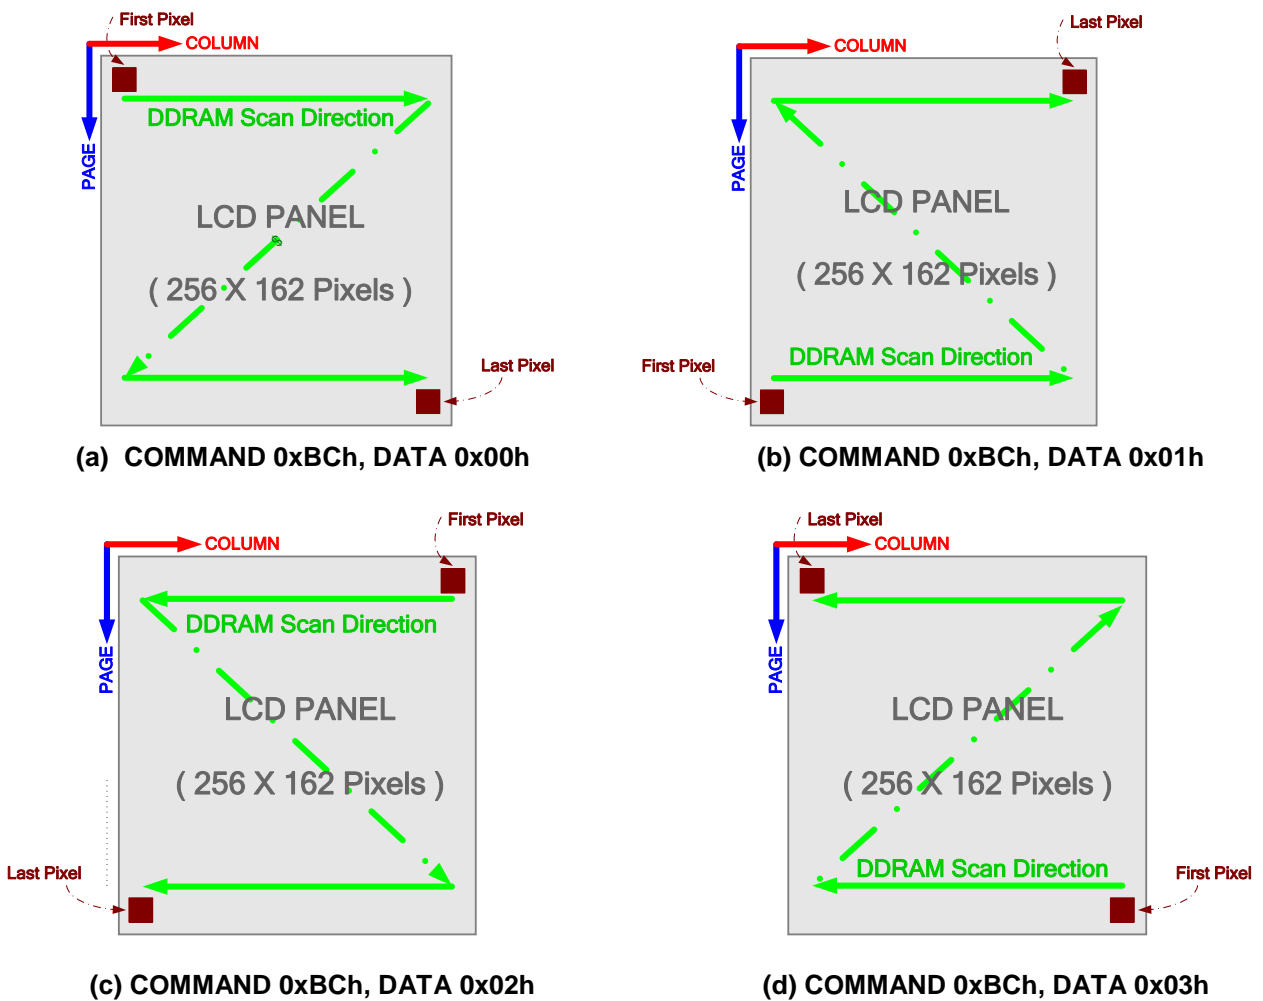 First Pixel
COLUMN
DDRAM Scan Direction
PAGE
LCD PANEL
( 256 X 162 Pixels )
Last Pixel
(a) COMMAND 0xBCh, DATA 0x00h
Last Pixel
COLUMN
PAGE
LCD PANEL
( 256 X 162 Pixels )
DDRAM Scan Direction
First Pixel
(b) COMMAND 0xBCh, DATA 0x01h
First Pixel
COLUMN
DDRAM Scan Direction
PAGE
LCD PANEL
( 256 X 162 Pixels )
Last Pixel
(c) COMMAND 0xBCh, DATA 0x02h
Last Pixel
COLUMN
PAGE
LCD PANEL
( 256 X 162 Pixels )
DDRAM Scan Direction
First Pixel
(d) COMMAND 0xBCh, DATA 0x03h